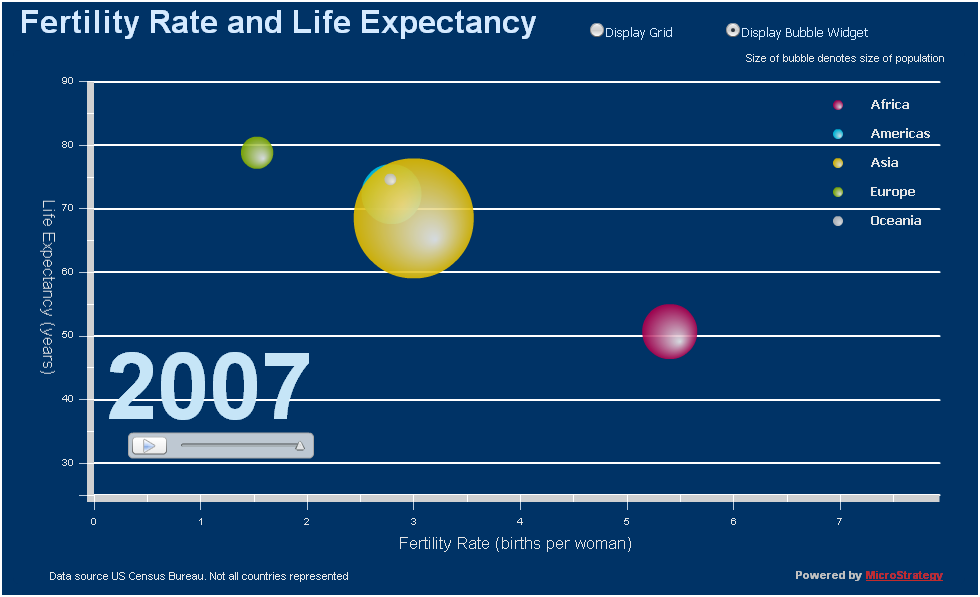 Fertility Rate and Life Expectancy
Display Grid
Display Bubble Widget
Size of bubble denotes size of population
90
80
70
60
50
40
30
Life Expectancy (years)
Africa
Americas
Asia
Europe
Oceania
2007
0 1 2 3 4 5 6 7
Fertility Rate (births per woman)
Data source US Census Bureau. Not all countries represented
Powered by MicroStrategy